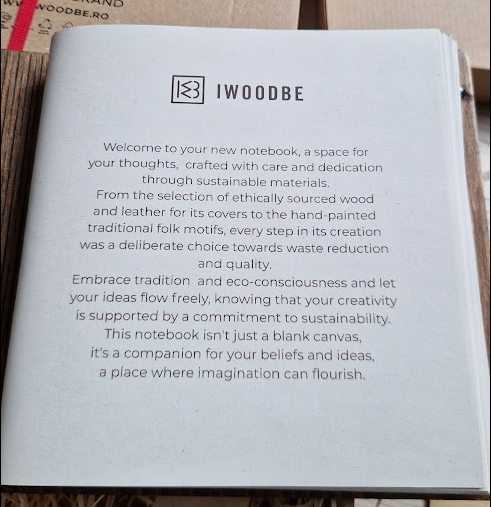 BRAND
WOODBE.RO
IWOODBE
Welcome to your new notebook, a space for
your thoughts, crafted with care and dedication
through sustainable materials.
From the selection of ethically sourced wood
and leather for its covers to the hand-painted
traditional folk motifs, every step in its creation
was a deliberate choice towards waste reduction
and quality.
Embrace tradition and eco-consciousness and let
your ideas flow freely, knowing that your creativity
is supported by a commitment to sustainability.
This notebook isn't just a blank canvas,
it's a companion for your beliefs and ideas,
a place where imagination can flourish.